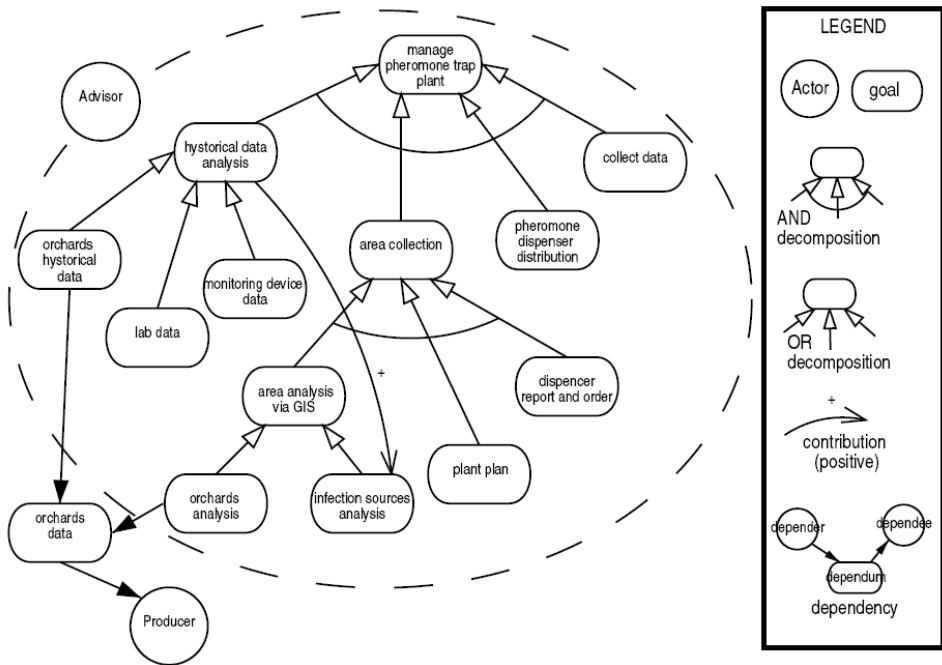 manage
pheromone trap
plant
Advisor
hystorical data
analysis
collect data
orchards
hystorical
data
area collection
pheromone
dispenser
distribution
monitoring device
data
lab data
+
area analysis
via GIS
dispencer
report and order
plant plan
orchards
analysis
infection sources
analysis
orchards
data
Producer
LEGEND
Actor
goal
AND
decomposition
OR
decomposition
+
contribution
(positive)
depender
dependee
dependum
dependency